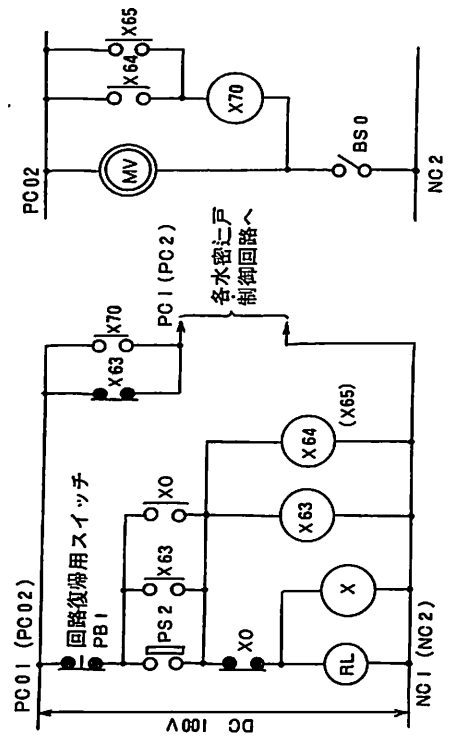 PC01 (PC02)
回路復帰用スイッチ
PB1
X63
X70
PC1 (PC2)
各水密辷戸
制御回路へ
DC 100V
PS2
X63
X0
X0
RL
X
X63
X64
(X65)
NC1 (NC2)
PC02
MV
X64
X65
X70
BS0
NC2